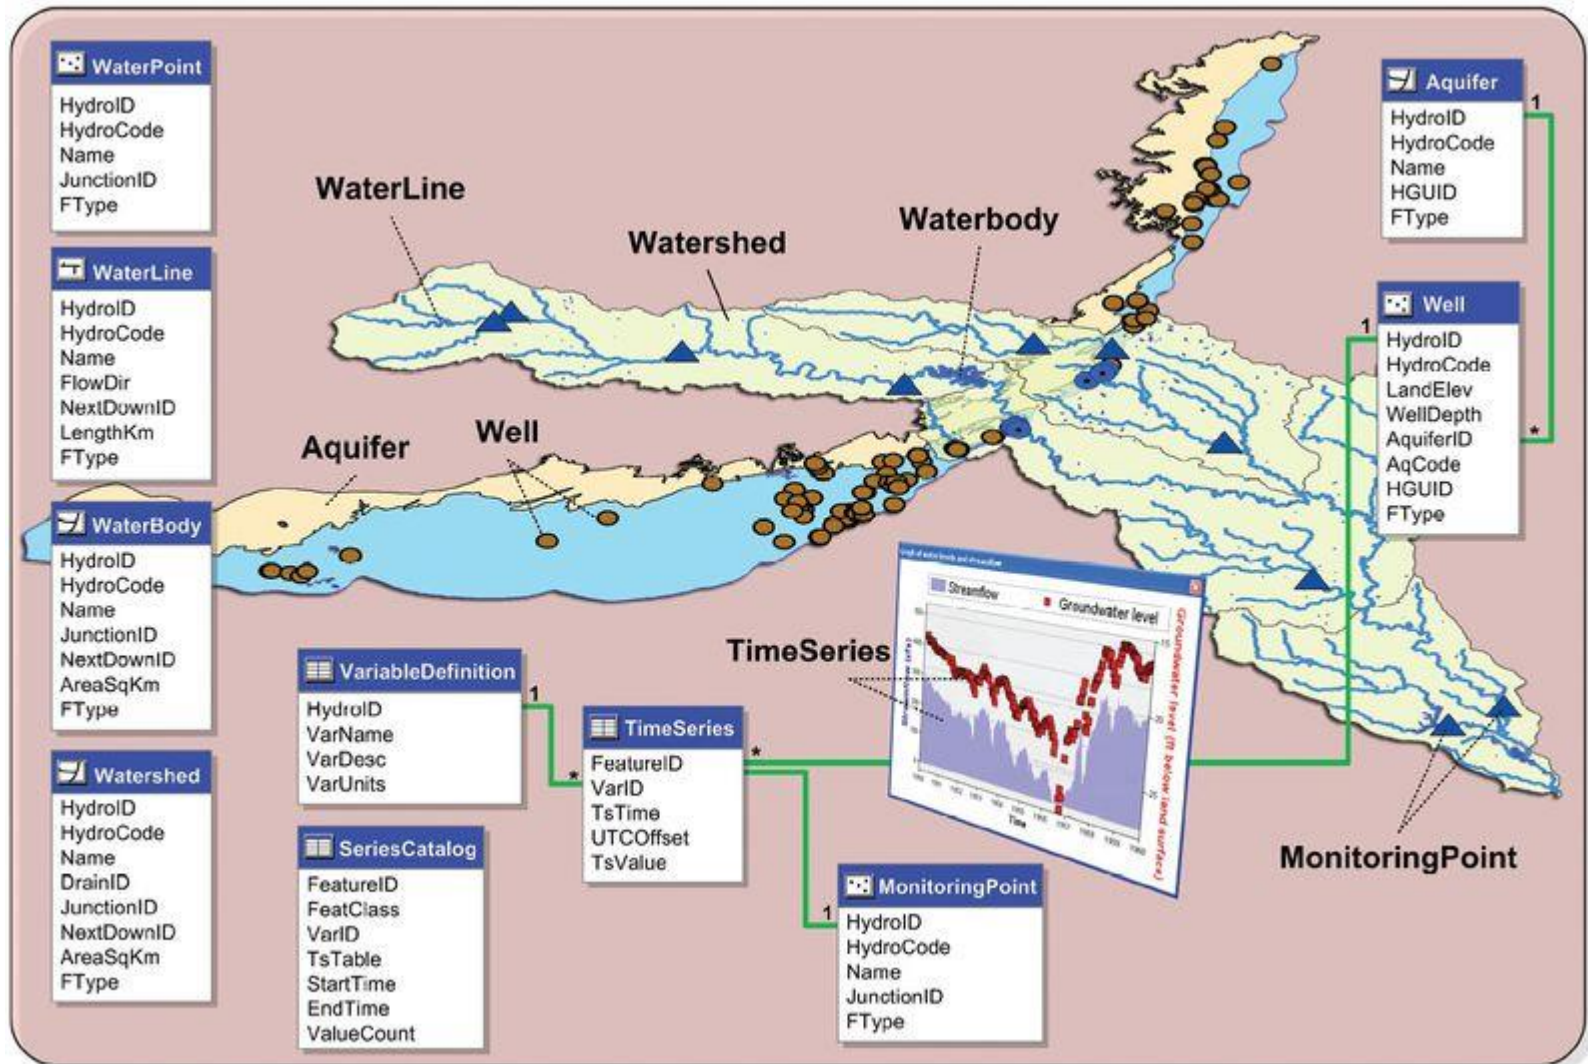 WaterPoint
HydroID
HydroCode
Name
JunctionID
FType
WaterLine
HydroID
HydroCode
Name
FlowDir
NextDownID
LengthKm
FType
WaterBody
HydroID
HydroCode
Name
JunctionID
NextDownID
AreaSqKm
FType
Watershed
HydroID
HydroCode
Name
DrainID
JunctionID
NextDownID
AreaSqKm
FType
WaterLine
Watershed
Waterbody
Aquifer
Well
Aquifer
HydroID
HydroCode
Name
HGUID
FType
1
*
Well
HydroID
HydroCode
LandElev
WellDepth
AquiferID
AqCode
HGUID
FType
1
VariableDefinition
HydroID
VarName
VarDesc
VarUnits
1
*
SeriesCatalog
FeatureID
FeatClass
VarID
TsTable
StartTime
EndTime
ValueCount
TimeSeries
FeatureID
VarID
TsTime
UTCOffset
TsValue
*
TimeSeries
Streamflow
Groundwater level
Groundwater level (ft below land surface)
Time
MonitoringPoint
HydroID
HydroCode
Name
JunctionID
FType
1
MonitoringPoint